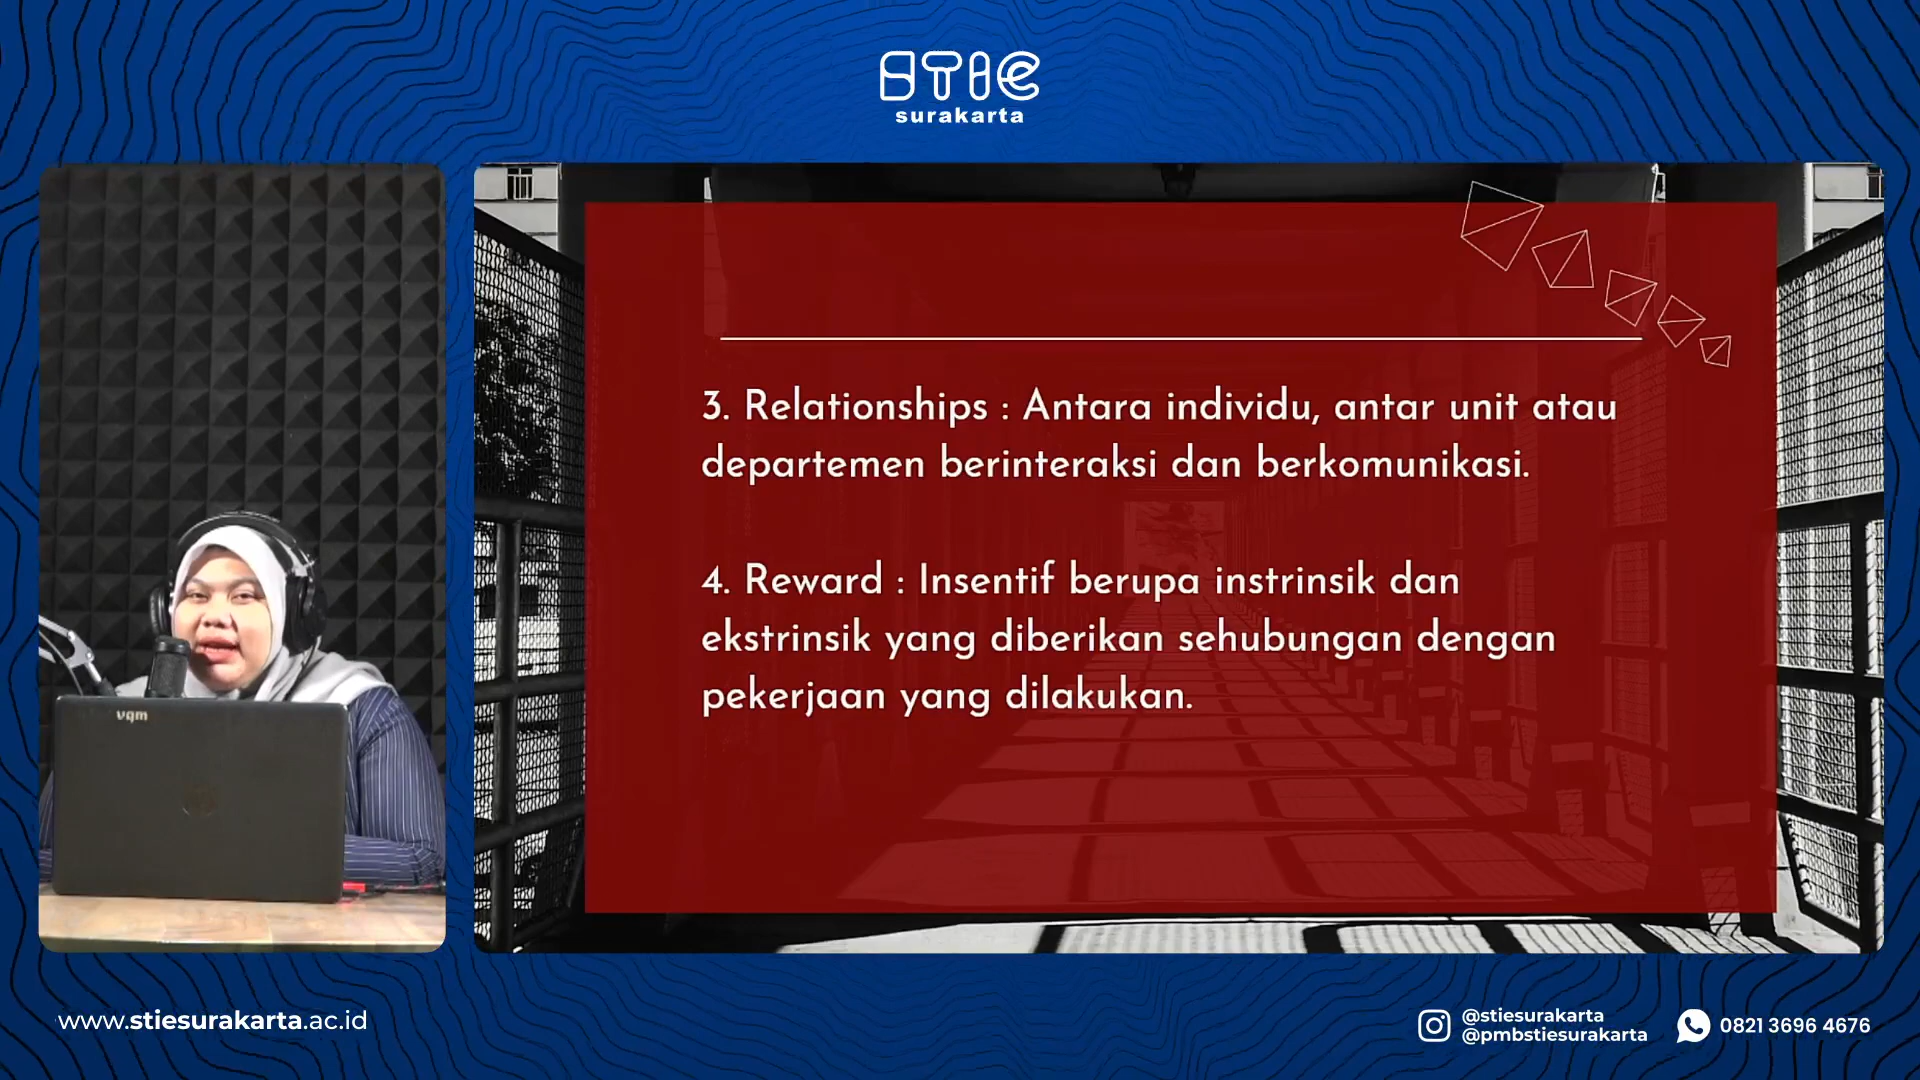 STIE
surakarta
3. Relationships : Antara individu, antar unit atau
departemen berinteraksi dan berkomunikasi.
4. Reward : Insentif berupa instrinsik dan
ekstrinsik yang diberikan sehubungan dengan
pekerjaan yang dilakukan.
vqm
www.stiesurakarta.ac.id
@stiesurakarta
@pmbstiesurakarta
0821 3696 4676